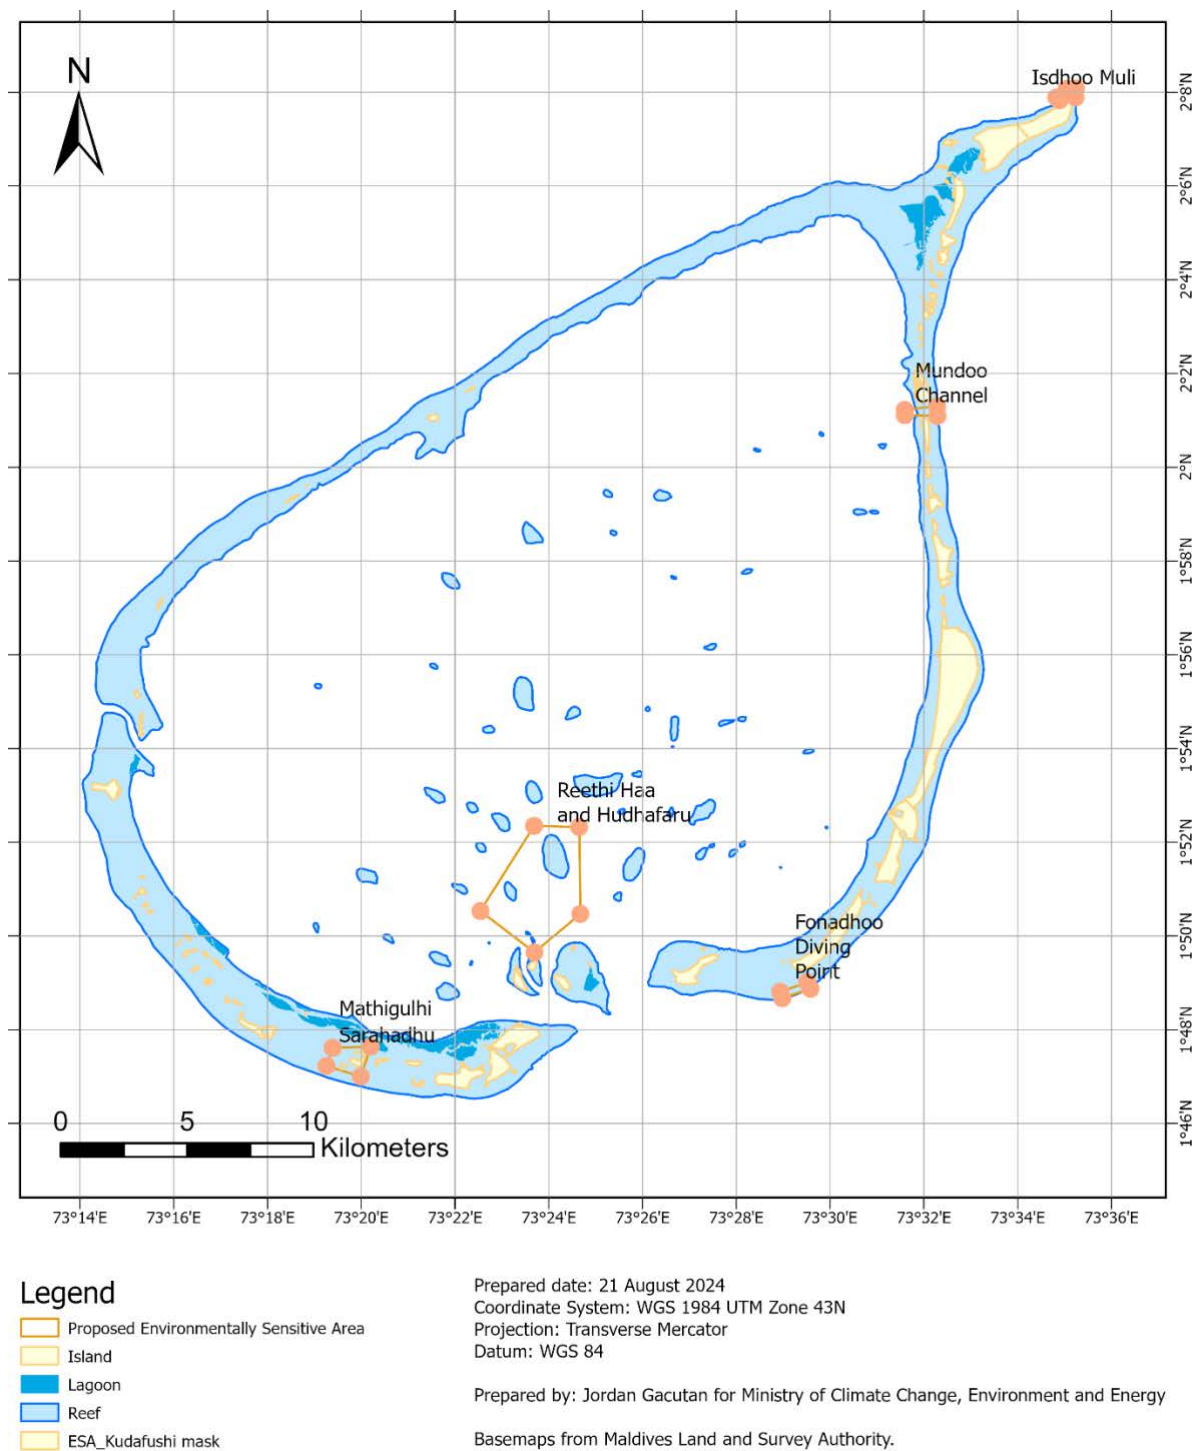 N
Isdhoo Muli
2°8'N
2°6'N
2°4'N
2°2'N
Mundoo
Channel
2°N
1°58'N
1°56'N
1°54'N
Reethi Haa
and Hudhafaru
1°52'N
Fonadhoo
Diving
Point
1°50'N
Mathigulhi
Sarahadhu
1°48'N
1°46'N
0 5 10
Kilometers
73°14'E 73°16'E 73°18'E 73°20'E 73°22'E 73°24'E 73°26'E 73°28'E 73°30'E 73°32'E 73°34'E 73°36'E
Legend
Proposed Environmentally Sensitive Area
Island
Lagoon
Reef
ESA_Kudafushi mask
Prepared date: 21 August 2024
Coordinate System: WGS 1984 UTM Zone 43N
Projection: Transverse Mercator
Datum: WGS 84
Prepared by: Jordan Gacutan for Ministry of Climate Change, Environment and Energy
Basemaps from Maldives Land and Survey Authority.